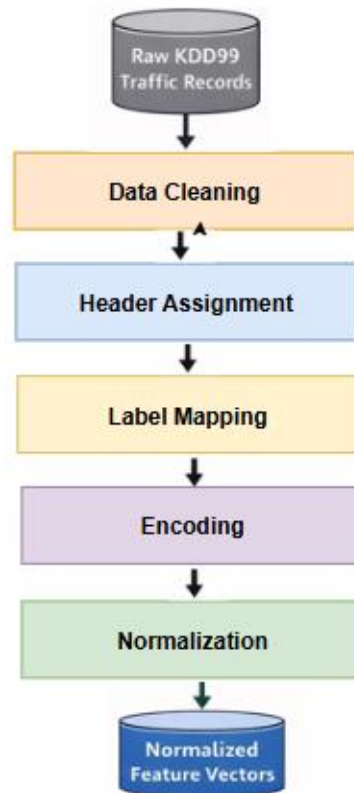 Raw KDD99
Traffic Records
Data Cleaning
Header Assignment
Label Mapping
Encoding
Normalization
Normalized
Feature Vectors